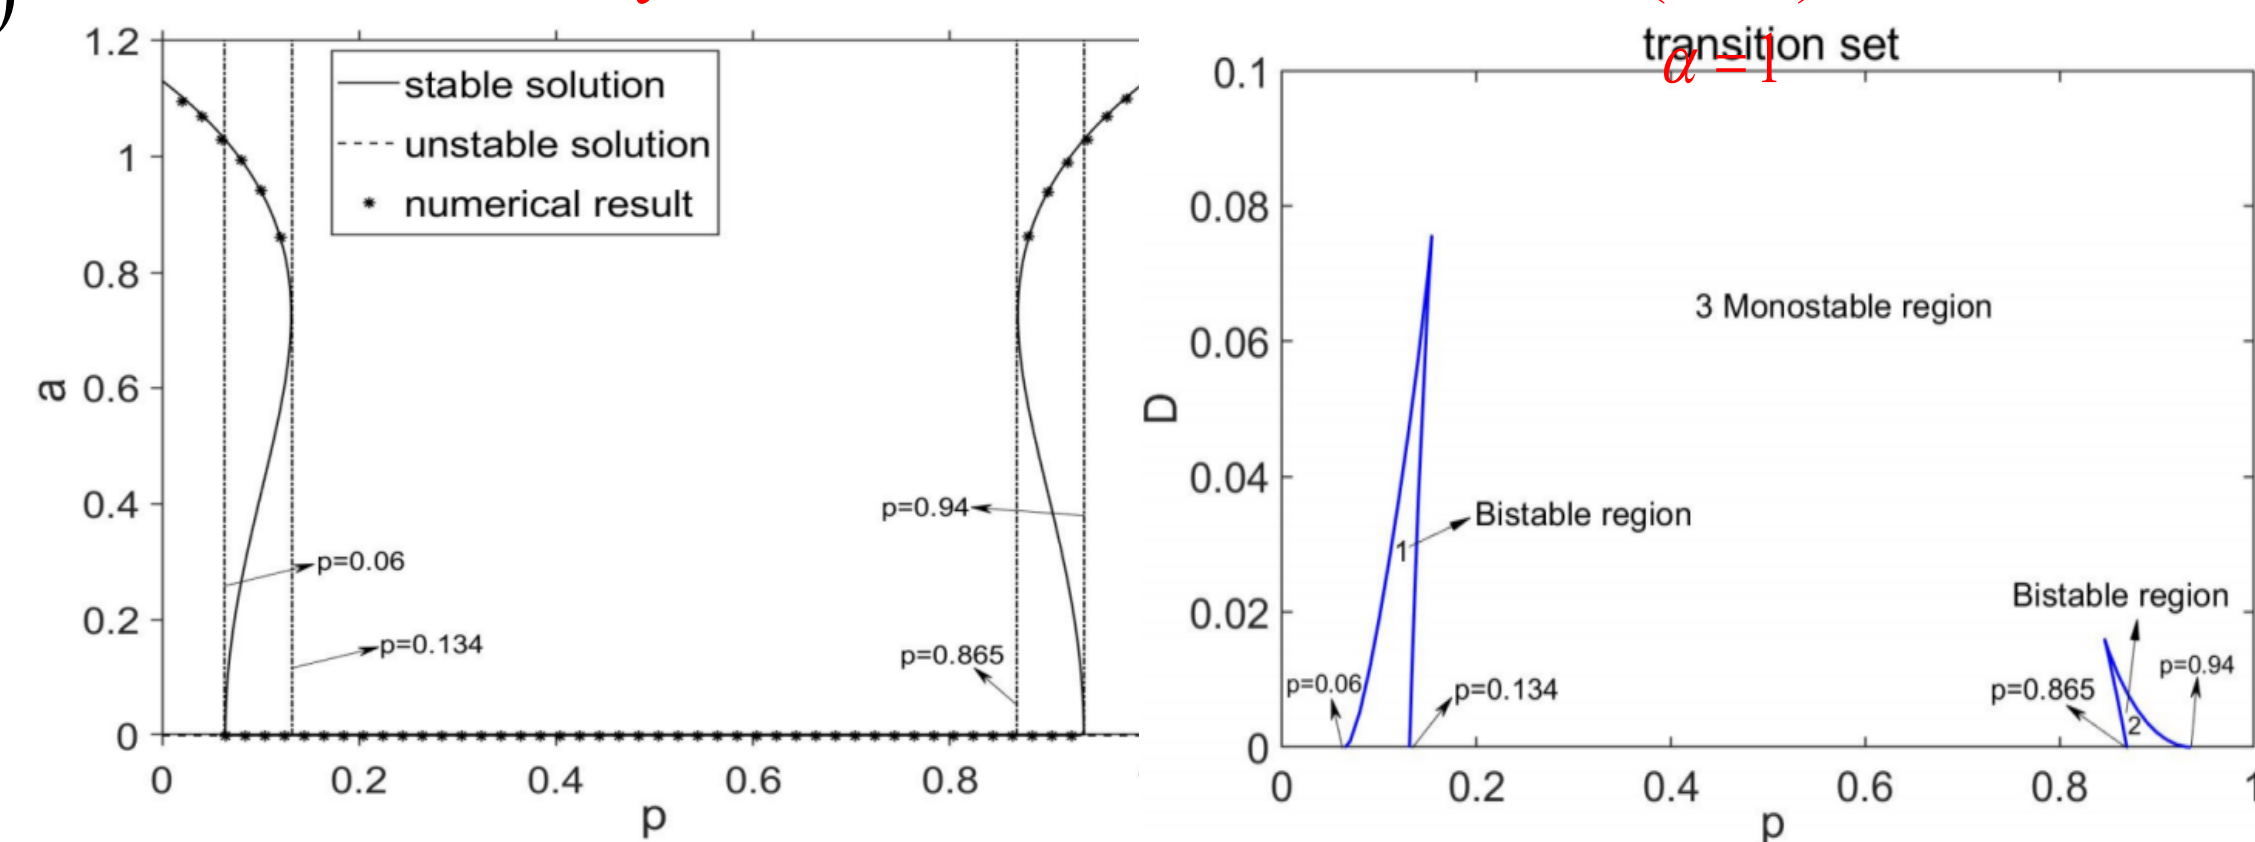 )
1.2
1
0.8
0.6
0.4
0.2
0
a
stable solution
unstable solution
numerical result
p=0.94
p=0.06
p=0.134
p=0.865
0 0.2 0.4 0.6 0.8
p
transition set
α = 1
0.1
0.08
0.06
0.04
0.02
0
D
3 Monostable region
Bistable region
1
Bistable region
p=0.06
p=0.134
p=0.865
p=0.94
2
0 0.2 0.4 0.6 0.8 1
p